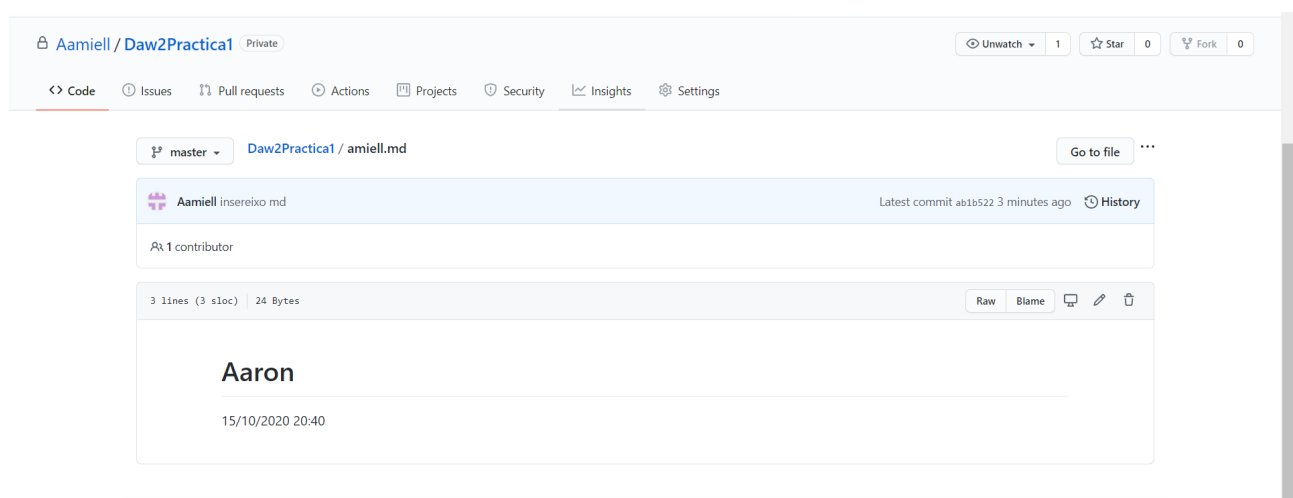 Aamiell / Daw2Practica1 Private
Unwatch 1 Star 0 Fork 0
Code Issues Pull requests Actions Projects Security Insights Settings
master Daw2Practica1 / amiell.md Go to file
Aamiell insereixo md Latest commit ab1b522 3 minutes ago History
1 contributor
3 lines (3 sloc) 24 Bytes Raw Blame
Aaron
15/10/2020 20:40